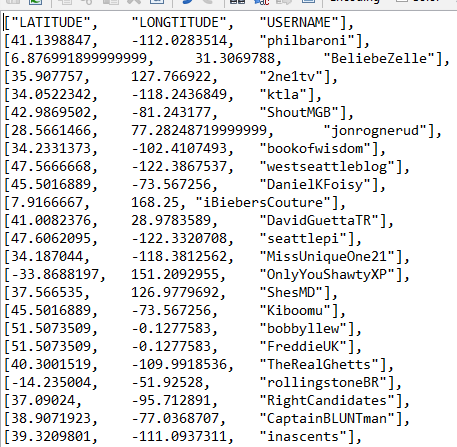 ["LATITUDE", "LONGTITUDE", "USERNAME"],
[41.1398847, -112.0283514, "philbaroni"],
[6.876991899999999, 31.3069788, "BeliebeZelle"],
[35.907757, 127.766922, "2ne1tv"],
[34.0522342, -118.2436849, "ktla"],
[42.9869502, -81.243177, "ShoutMGB"],
[28.5661466, 77.28248719999999, "jonrognerud"],
[34.2331373, -102.4107493, "bookofwisdom"],
[47.5666668, -122.3867537, "westseattleblog"],
[45.5016889, -73.567256, "DanielKFoisy"],
[7.9166667, 168.25, "iBiebersCouture"],
[41.0082376, 28.9783589, "DavidGuettaTR"],
[47.6062095, -122.3320708, "seattlepi"],
[34.187044, -118.3812562, "MissUniqueOne21"],
[-33.8688197, 151.2092955, "OnlyYouShawtyXP"],
[37.566535, 126.9779692, "ShesMD"],
[45.5016889, -73.567256, "Kiboomu"],
[51.5073509, -0.1277583, "bobbyllew"],
[51.5073509, -0.1277583, "FreddieUK"],
[40.3001519, -109.9918536, "TheRealGhetts"],
[-14.235004, -51.92528, "rollingstoneBR"],
[37.09024, -95.712891, "RightCandidates"],
[38.9071923, -77.0368707, "CaptainBLUNTman"],
[39.3209801, -111.0937311, "inascents"],